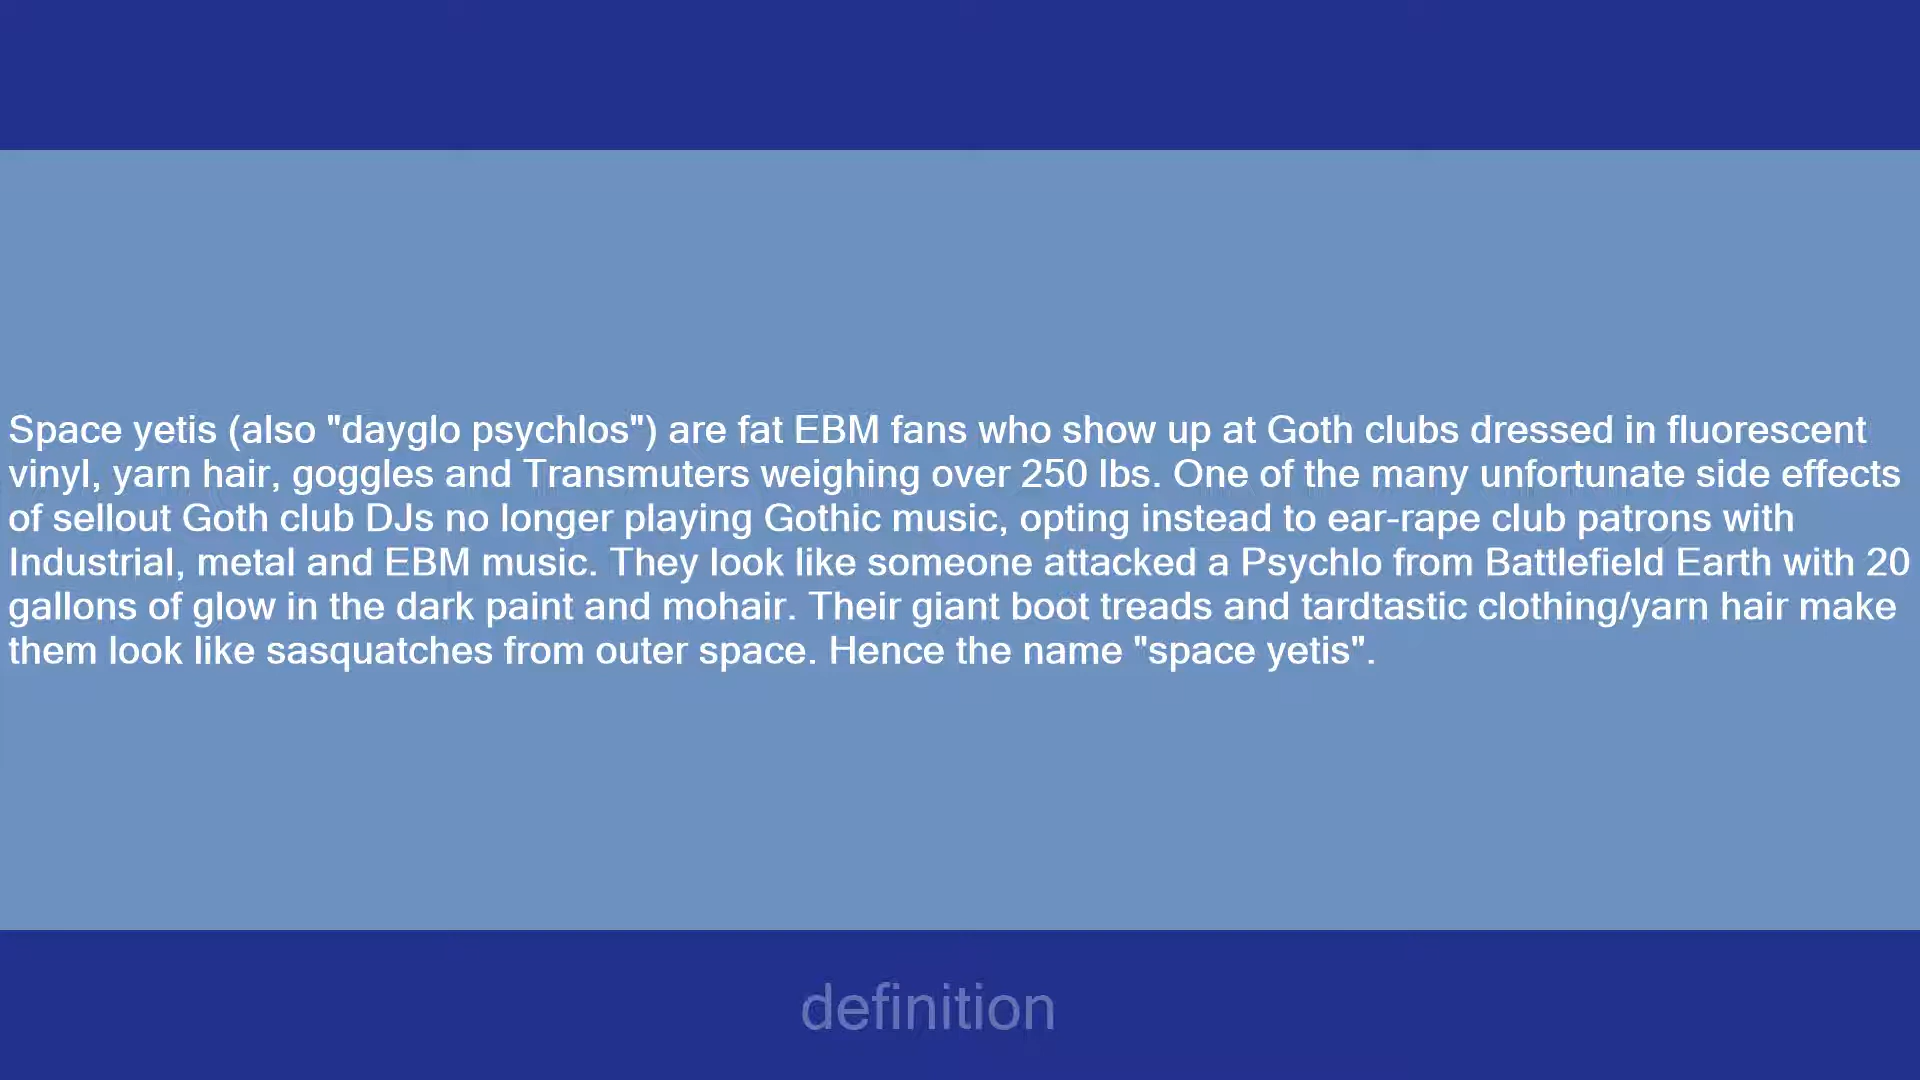 Space yetis (also "dayglo psychlos") are fat EBM fans who show up at Goth clubs dressed in fluorescent
vinyl, yarn hair, goggles and Transmuters weighing over 250 lbs. One of the many unfortunate side effects
of sellout Goth club DJs no longer playing Gothic music, opting instead to ear-rape club patrons with
Industrial, metal and EBM music. They look like someone attacked a Psychlo from Battlefield Earth with 20
gallons of glow in the dark paint and mohair. Their giant boot treads and tardtastic clothing/yarn hair make
them look like sasquatches from outer space. Hence the name "space yetis".
definition